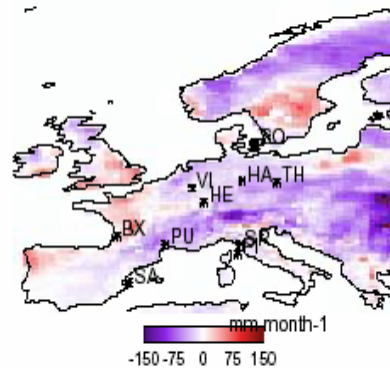 SO
VI
HA
TH
HE
BX
PU
SA
mm month-1
-150 -75 0 75 150